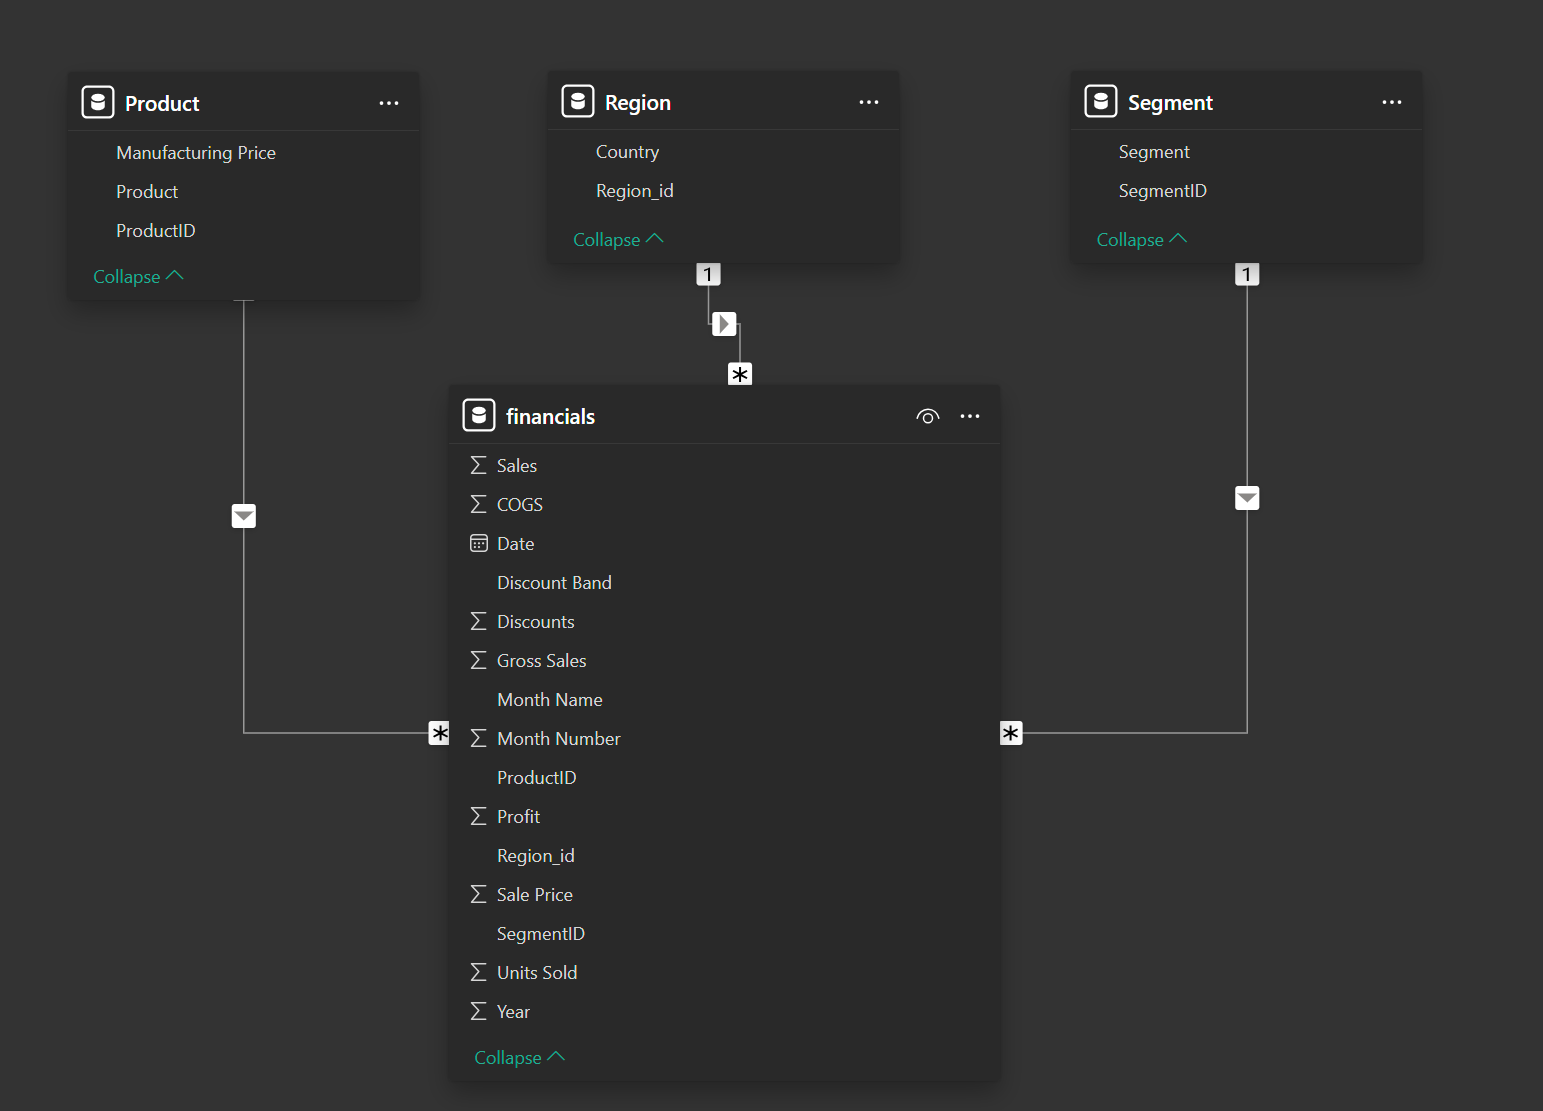 Product
Manufacturing Price
Product
ProductID
Collapse
Region
Country
Region_id
Collapse
1
*
Segment
Segment
SegmentID
Collapse
1
*
*
financials
Sales
COGS
Date
Discount Band
Discounts
Gross Sales
Month Name
Month Number
ProductID
Profit
Region_id
Sale Price
SegmentID
Units Sold
Year
Collapse